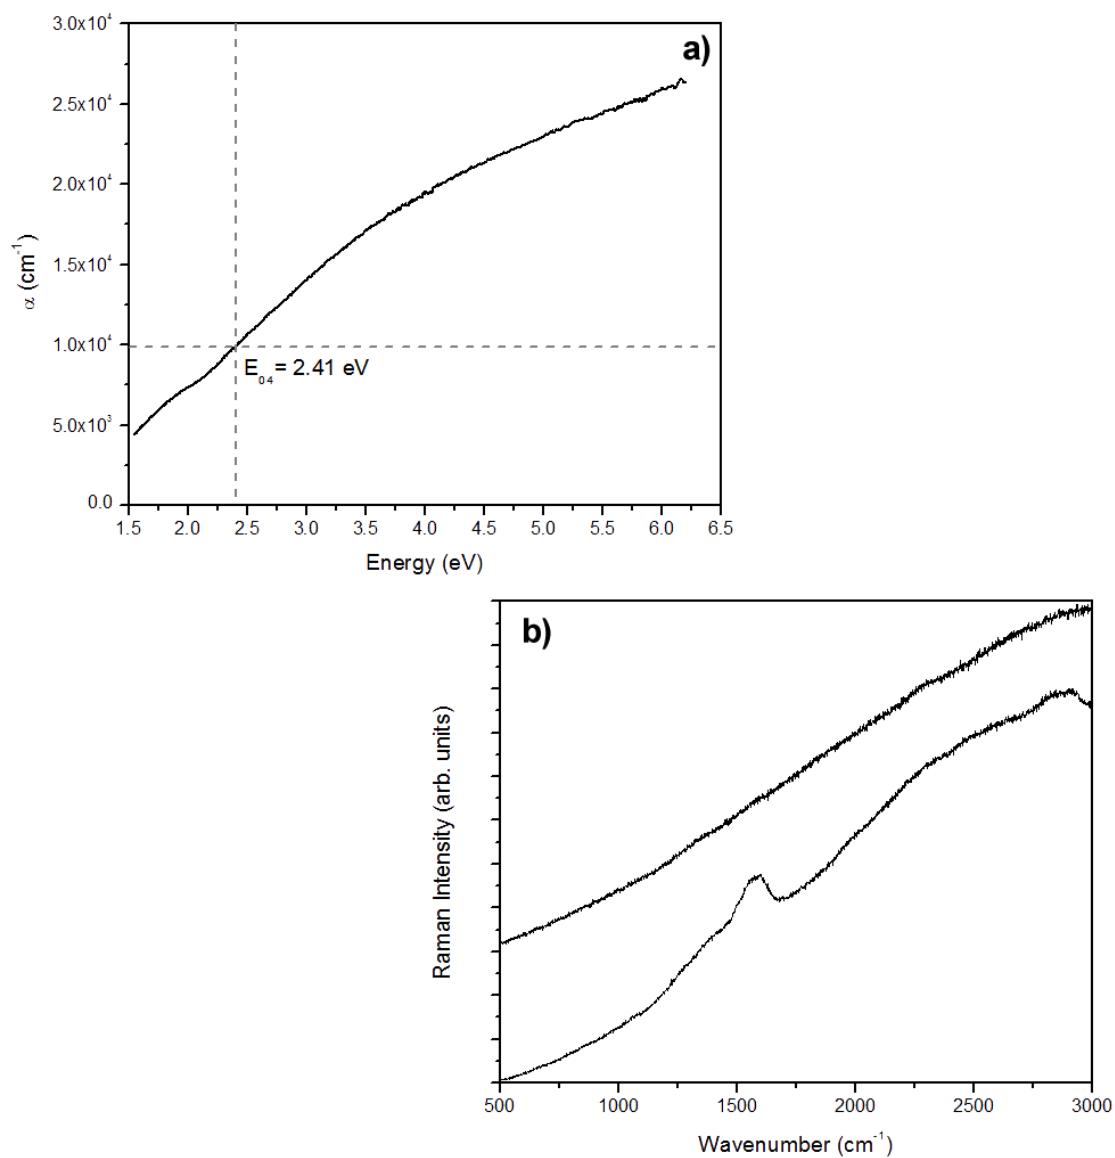 a)
3.0x10⁴
2.5x10⁴
2.0x10⁴
1.5x10⁴
1.0x10⁴
5.0x10³
0.0
α (cm⁻¹)
E₀₄ = 2.41 eV
1.5 2.0 2.5 3.0 3.5 4.0 4.5 5.0 5.5 6.0 6.5
Energy (eV)
b)
Raman Intensity (arb. units)
500 1000 1500 2000 2500 3000
Wavenumber (cm⁻¹)